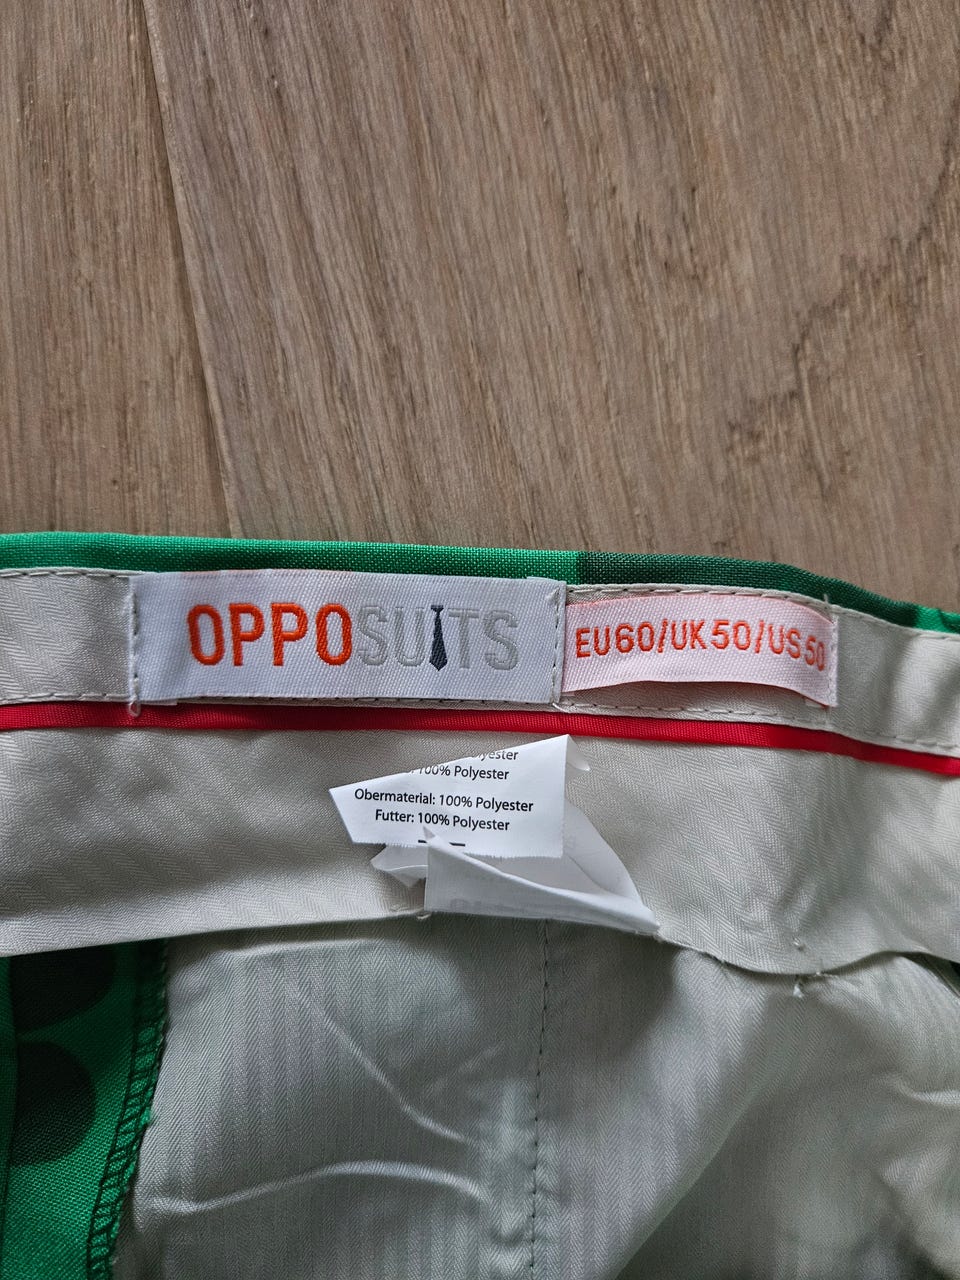 OPPOSUITS
EU60/UK50/US50
100% Polyester
Obermaterial: 100% Polyester
Futter: 100% Polyester